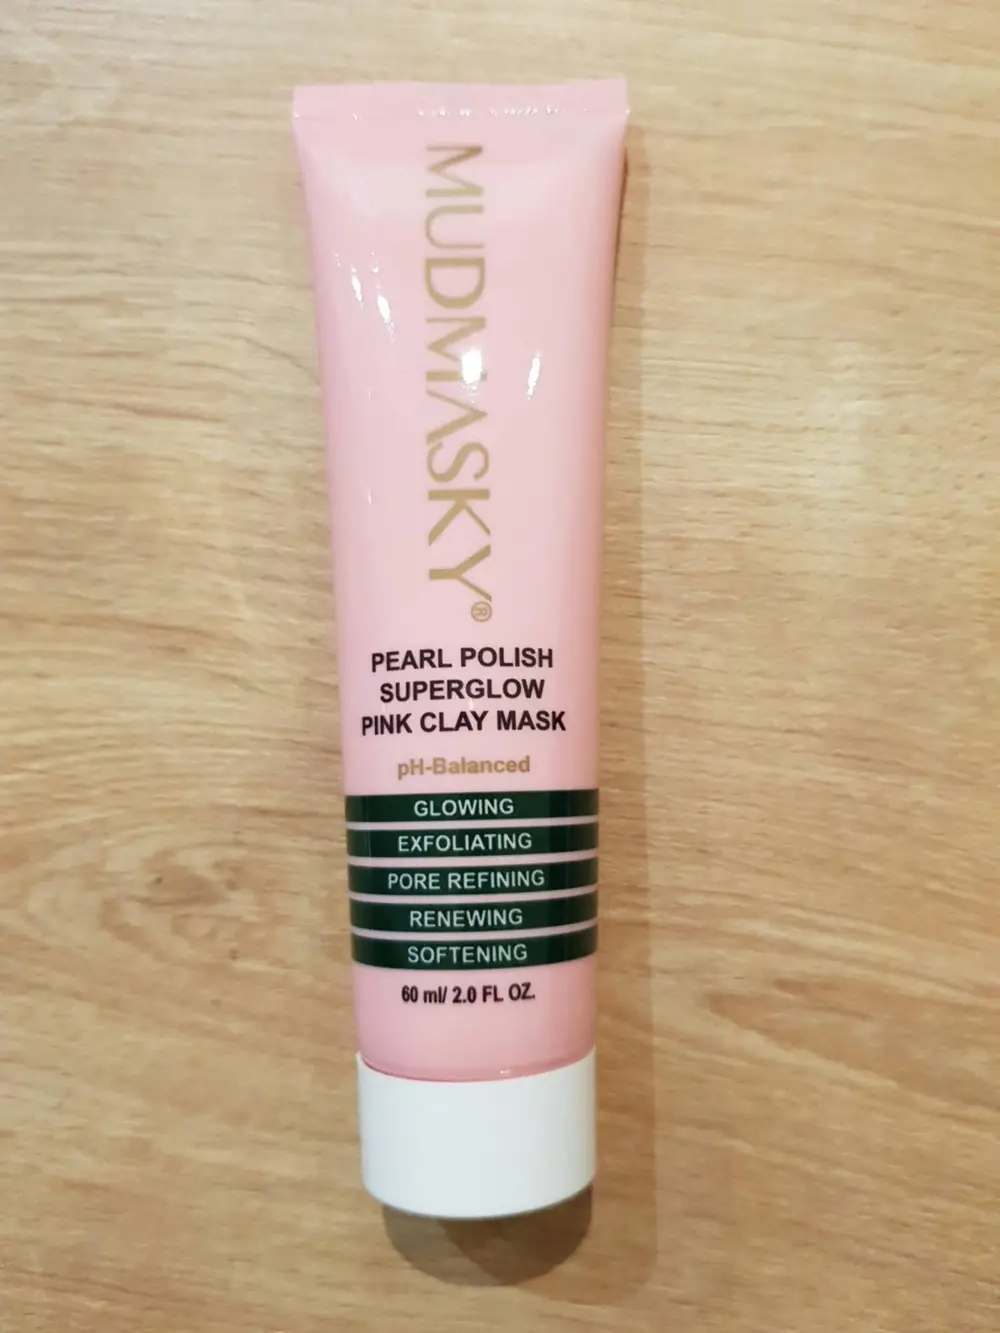 MUDMASKY®
PEARL POLISH
SUPERGLOW
PINK CLAY MASK
pH-Balanced
GLOWING
EXFOLIATING
PORE REFINING
RENEWING
SOFTENING
60 ml/ 2.0 FL OZ.